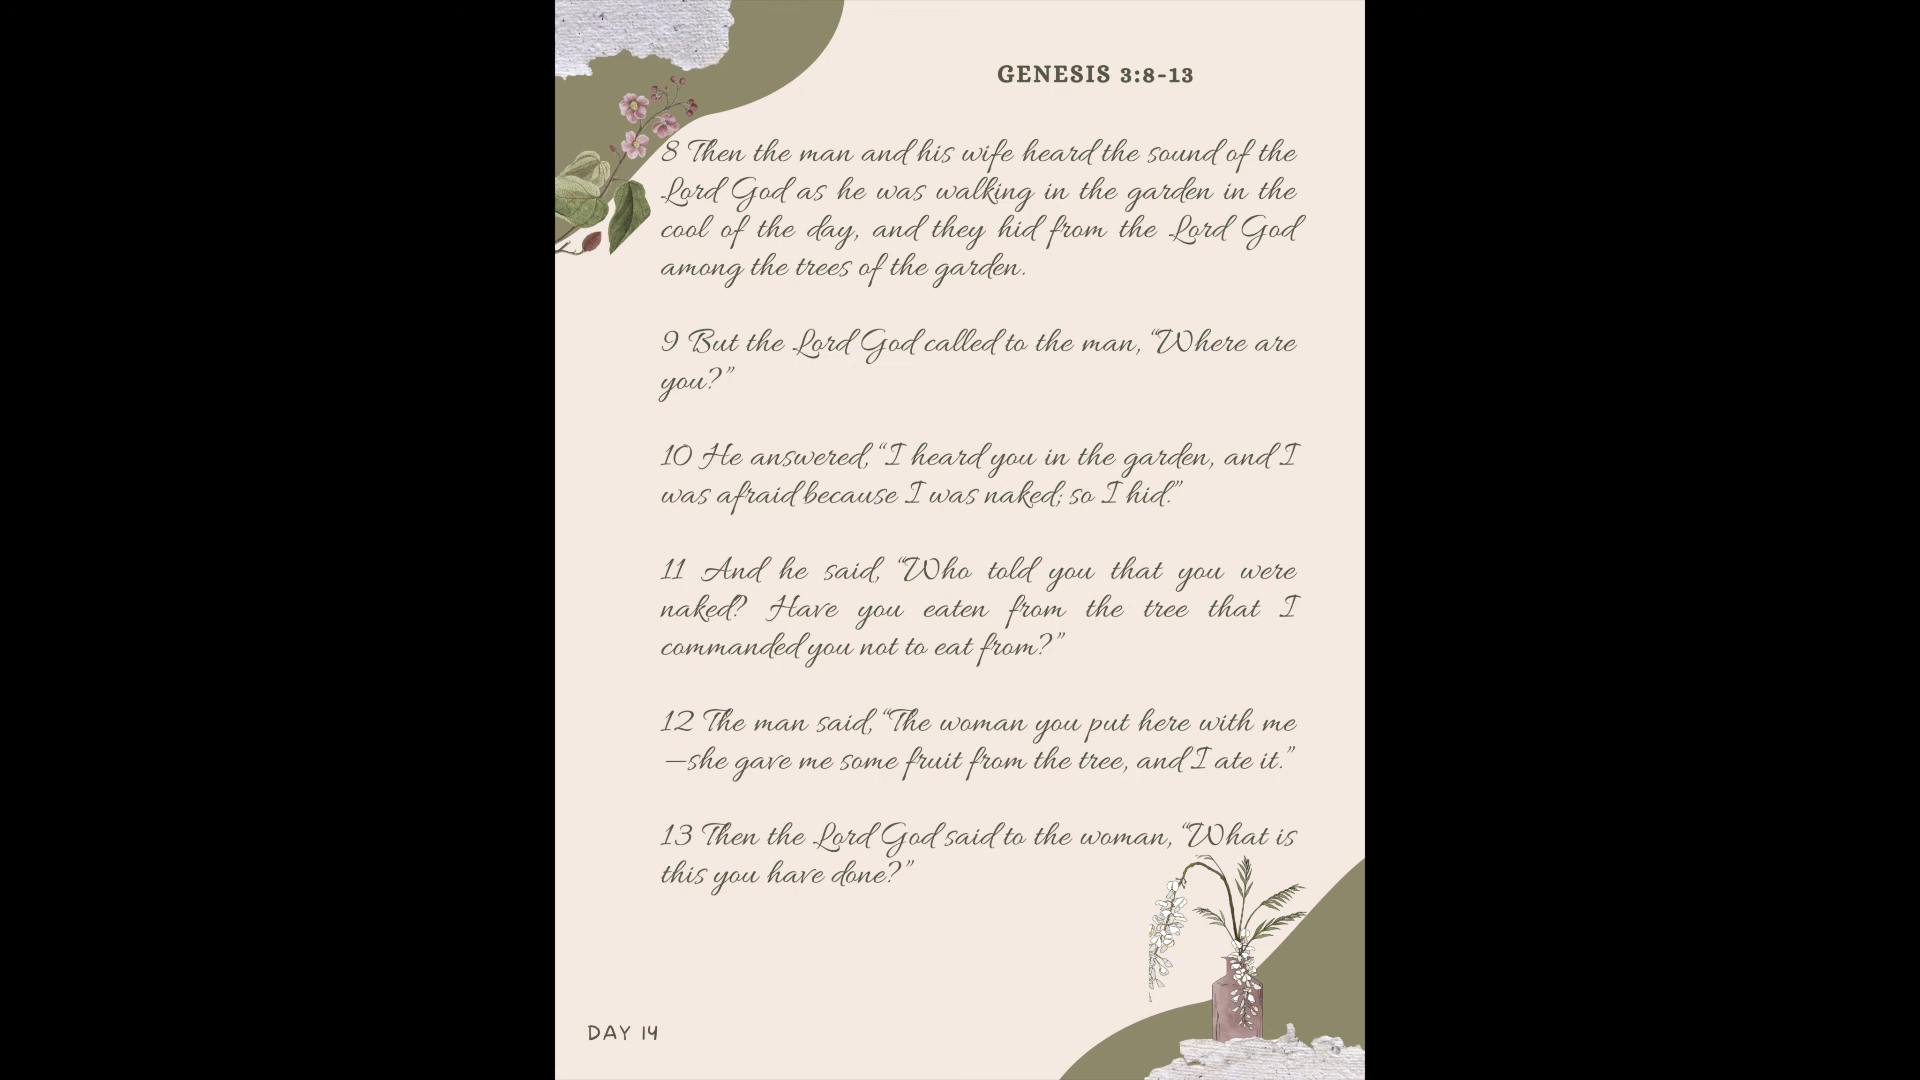 GENESIS 3:8-13
8 Then the man and his wife heard the sound of the
Lord God as he was walking in the garden in the
cool of the day, and they hid from the Lord God
among the trees of the garden.
9 But the Lord God called to the man, “Where are
you?”
10 He answered, “I heard you in the garden, and I
was afraid because I was naked; so I hid.”
11 And he said, “Who told you that you were
naked? Have you eaten from the tree that I
commanded you not to eat from?”
12 The man said, “The woman you put here with me
—she gave me some fruit from the tree, and I ate it.”
13 Then the Lord God said to the woman, “What is
this you have done?”
DAY 14